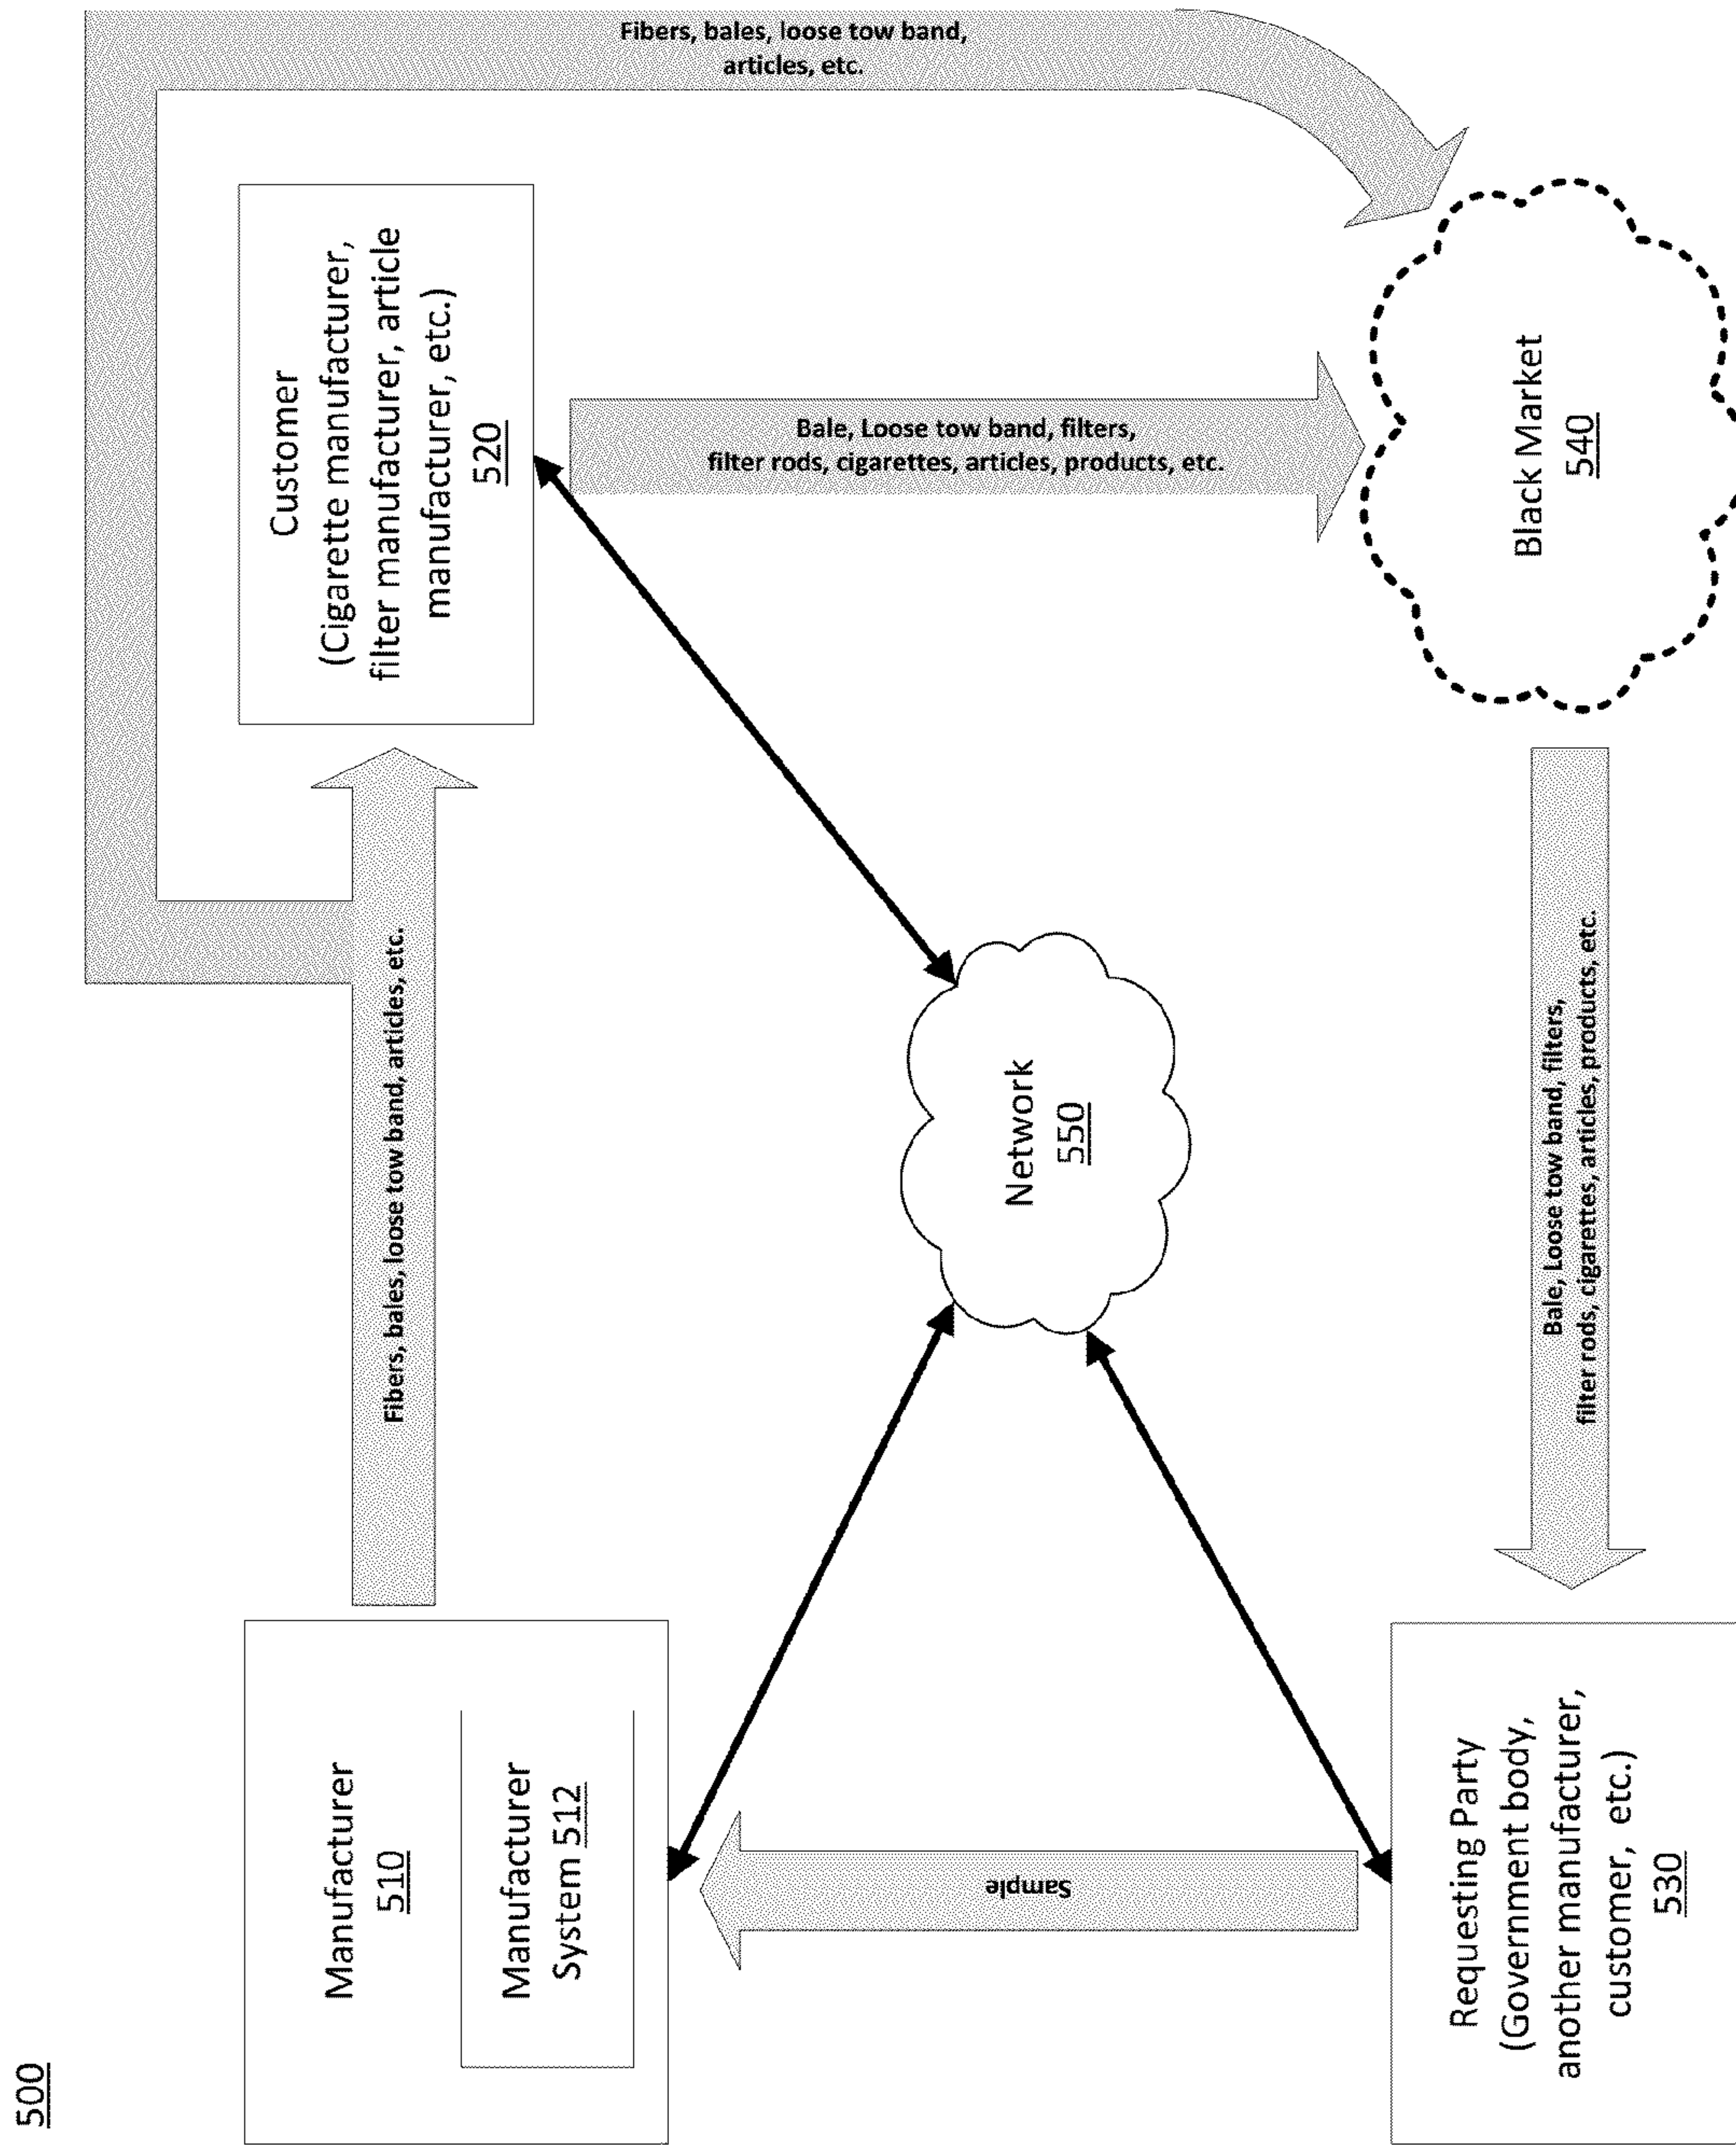 500
Manufacturer
510
Manufacturer
System 512
Fibers, bales, loose tow band, articles, etc.
Customer
(Cigarette manufacturer,
filter manufacturer, article
manufacturer, etc.)
520
Fibers, bales, loose tow band,
articles, etc.
Bale, Loose tow band, filters,
filter rods, cigarettes, articles, products, etc.
Network
550
Sample
Requesting Party
(Government body,
another manufacturer,
customer, etc.)
530
Bale, Loose tow band, filters,
filter rods, cigarettes, articles, products, etc.
Black Market
540